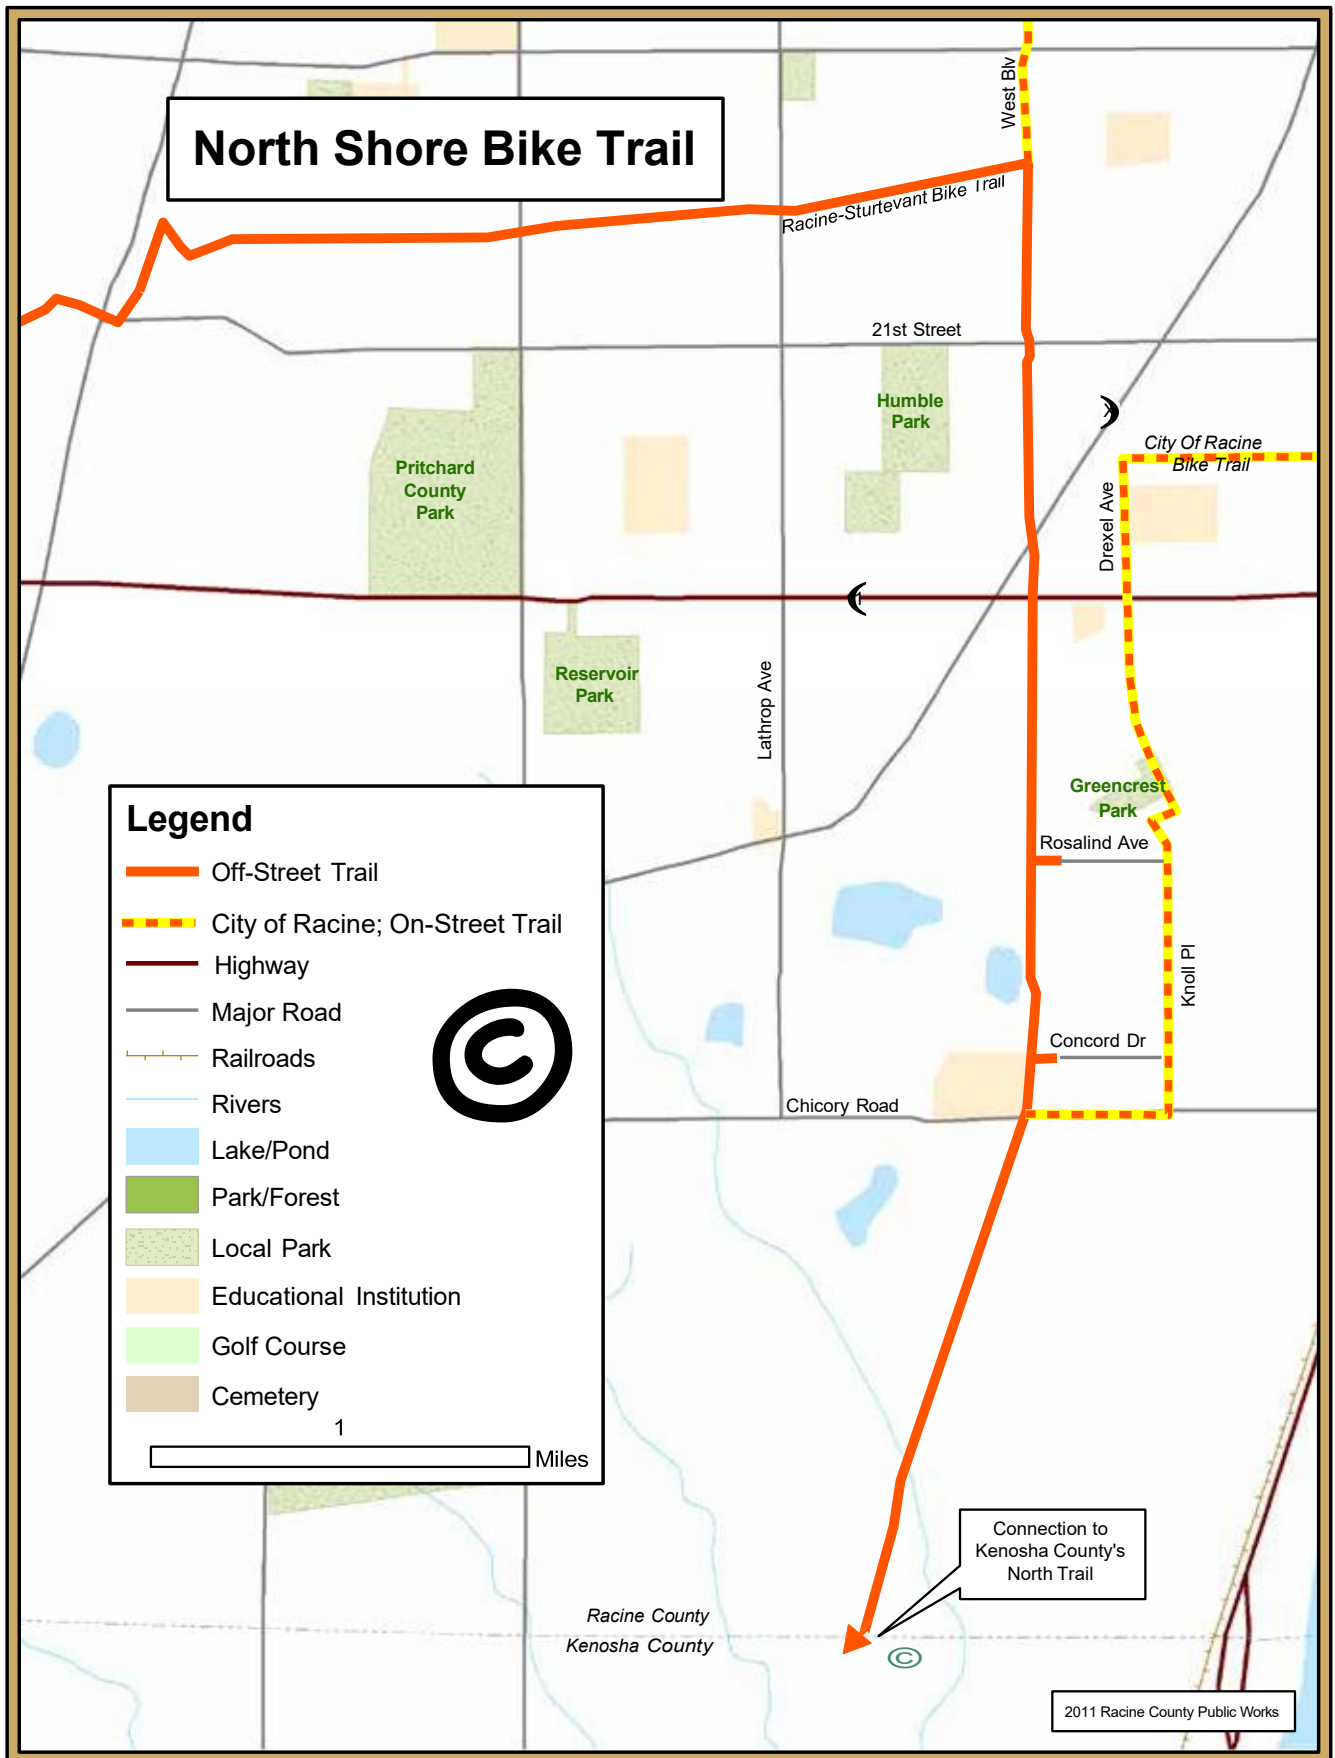 West Blv
North Shore Bike Trail
Racine-Sturtevant Bike Trail
21st Street
Humble
Park
X
City Of Racine
Bike Trail
Pritchard
County
Park
Drexel Ave
1
Reservoir
Park
Lathrop Ave
Greencrest
Park
Rosalind Ave
Knoll Pl
Concord Dr
Chicory Road
Legend
Off-Street Trail
City of Racine; On-Street Trail
Highway
Major Road
Railroads
Rivers
Lake/Pond
Park/Forest
Local Park
Educational Institution
Golf Course
Cemetery
1
Miles
©
Connection to
Kenosha County's
North Trail
Racine County
Kenosha County
©
2011 Racine County Public Works